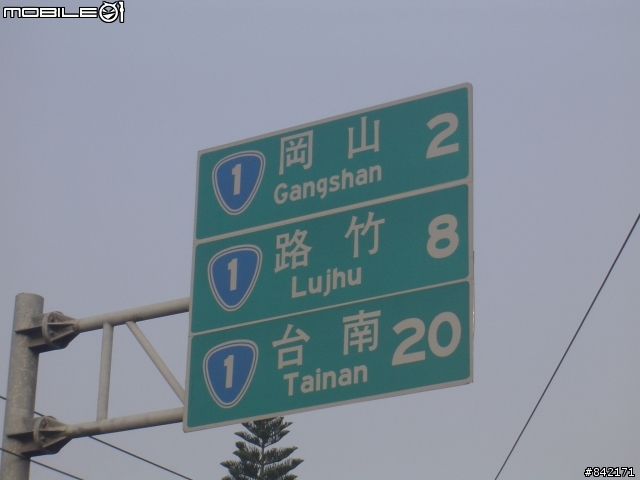 MOBILE01
1 岡山 2
Gangshan
1 路竹 8
Lujhu
1 台南 20
Tainan
#842171